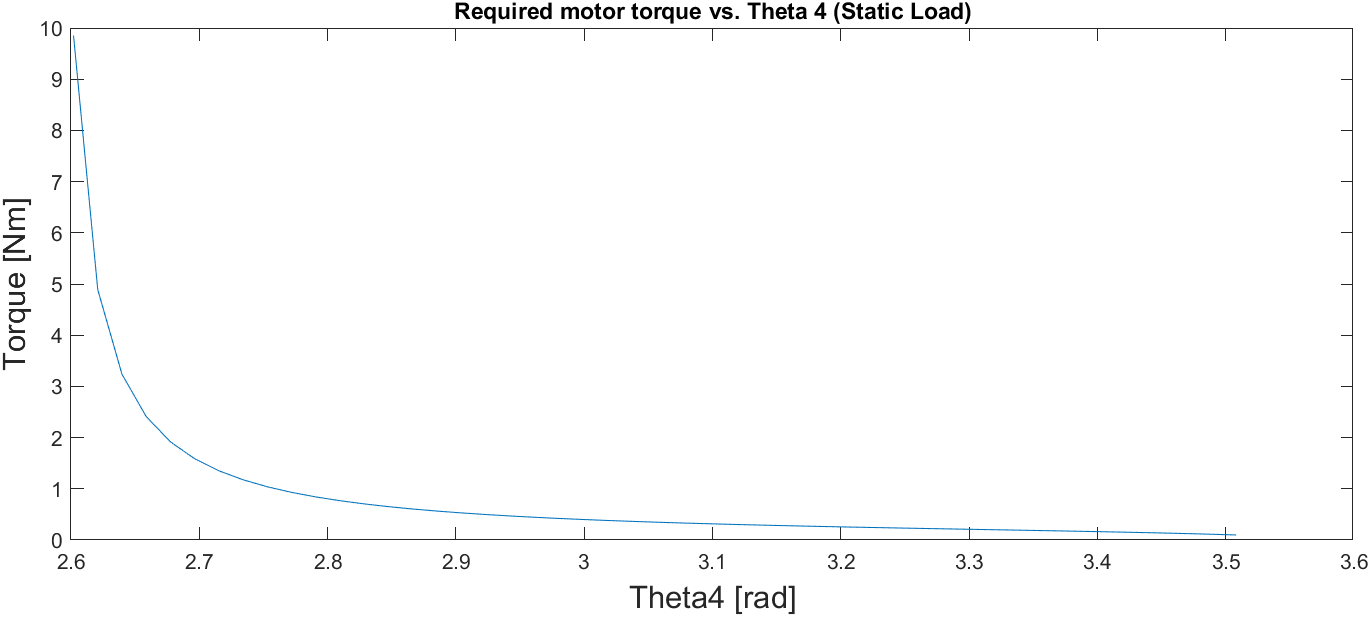 Required motor torque vs. Theta 4 (Static Load)
Torque [Nm]
10
9
8
7
6
5
4
3
2
1
0
2.6 2.7 2.8 2.9 3 3.1 3.2 3.3 3.4 3.5 3.6
Theta4 [rad]